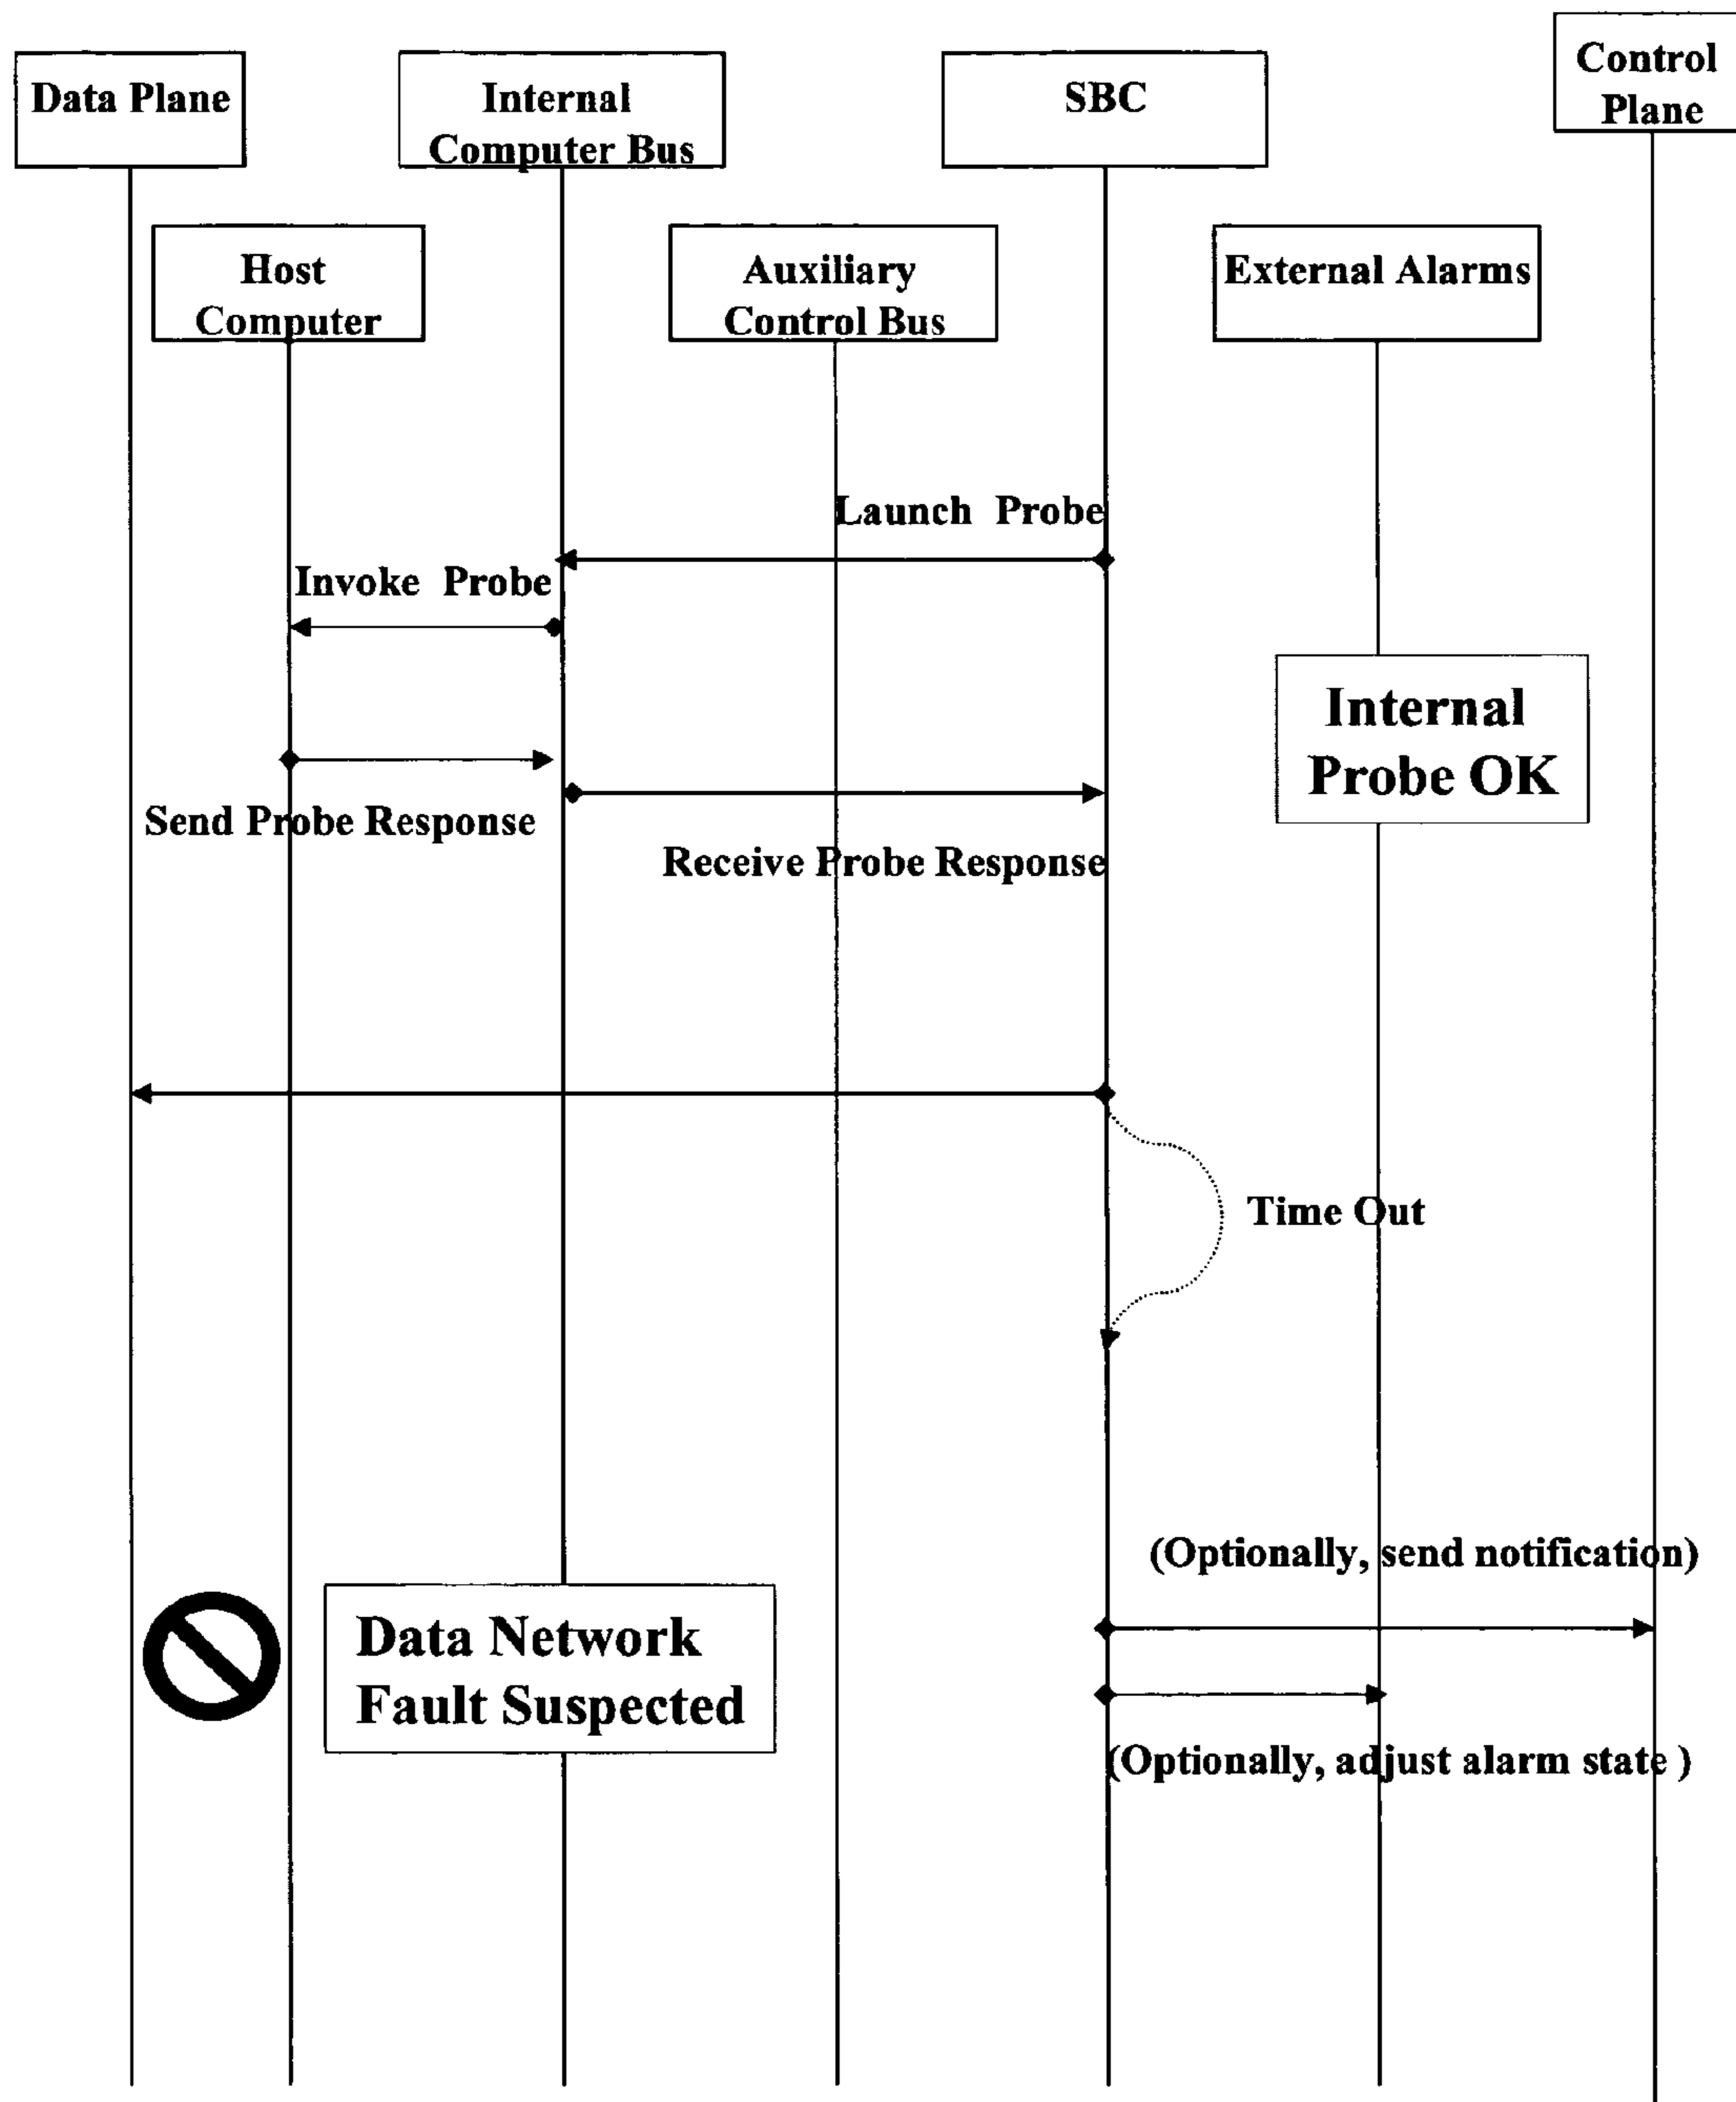 Data Plane
Internal
Computer Bus
SBC
Control
Plane
Host
Computer
Auxiliary
Control Bus
External Alarms
Launch Probe
Invoke Probe
Internal
Probe OK
Send Probe Response
Receive Probe Response
Time Out
(Optionally, send notification)
Data Network
Fault Suspected
(Optionally, adjust alarm state )